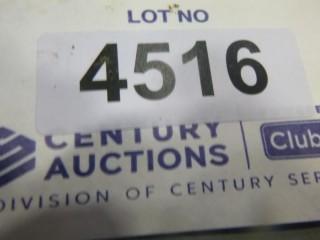 LOT NO
4516
CENTURY
AUCTIONS
Club
DIVISION OF CENTURY SER